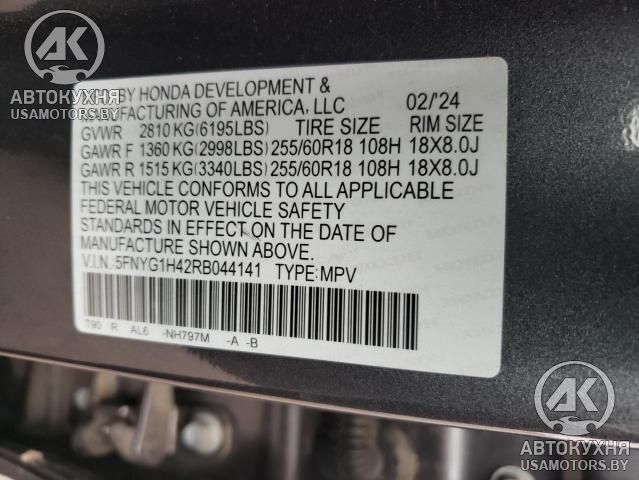 АВТОКУХНЯ
USAMOTORS.BY
BY HONDA DEVELOPMENT &
MANUFACTURING OF AMERICA, LLC 02/'24
GVWR 2810 KG(6195LBS) TIRE SIZE RIM SIZE
GAWR F 1360 KG(2998LBS) 255/60R18 108H 18X8.0J
GAWR R 1515 KG(3340LBS) 255/60R18 108H 18X8.0J
THIS VEHICLE CONFORMS TO ALL APPLICABLE
FEDERAL MOTOR VEHICLE SAFETY
STANDARDS IN EFFECT ON THE DATE OF
MANUFACTURE SHOWN ABOVE.
V.I.N.:5FNYG1H42RB044141 TYPE:MPV
T90 R AL6 -NH797M -A -B
АК
АВТОКУХНЯ
USAMOTORS.BY